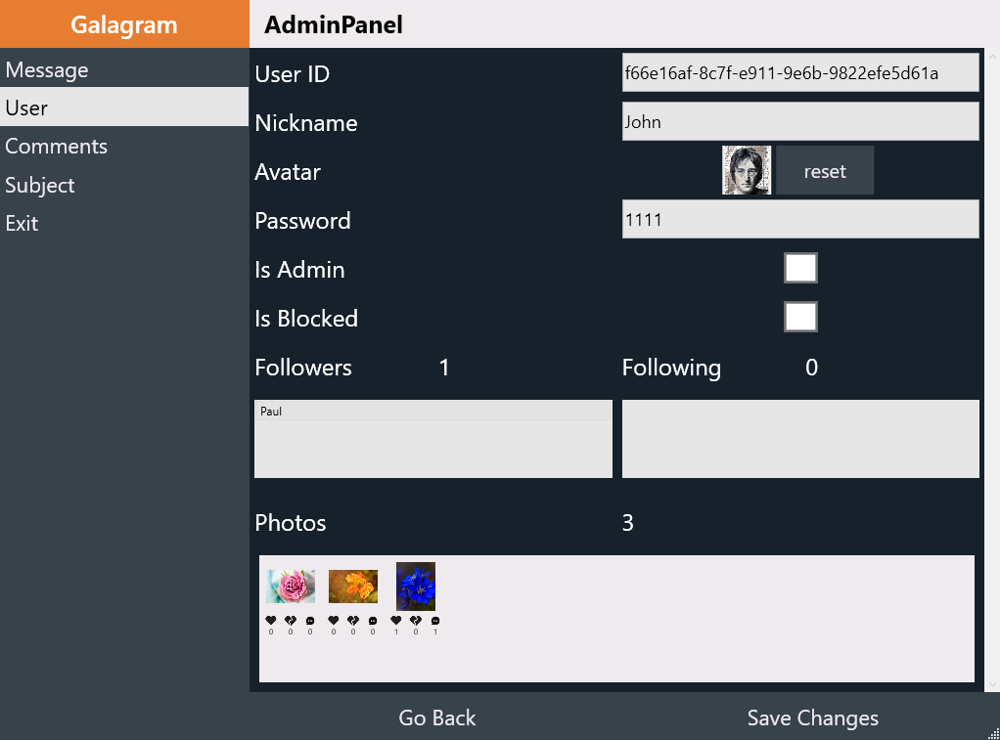 Galagram
AdminPanel
Message
User
Comments
Subject
Exit
User ID f66e16af-8c7f-e911-9e6b-9822efe5d61a
Nickname John
Avatar reset
Password 1111
Is Admin
Is Blocked
Followers 1 Following 0
Paul
Photos 3
0 0 0 0 0 0 1 0 1
Go Back Save Changes